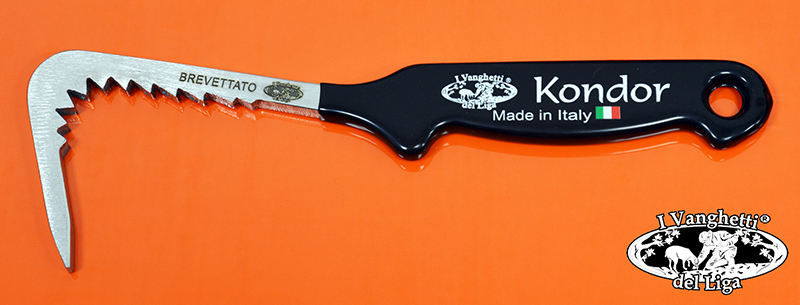 BREVETTATO
I Vanghetti®
del Liga
Kondor
Made in Italy
I Vanghetti®
del Liga